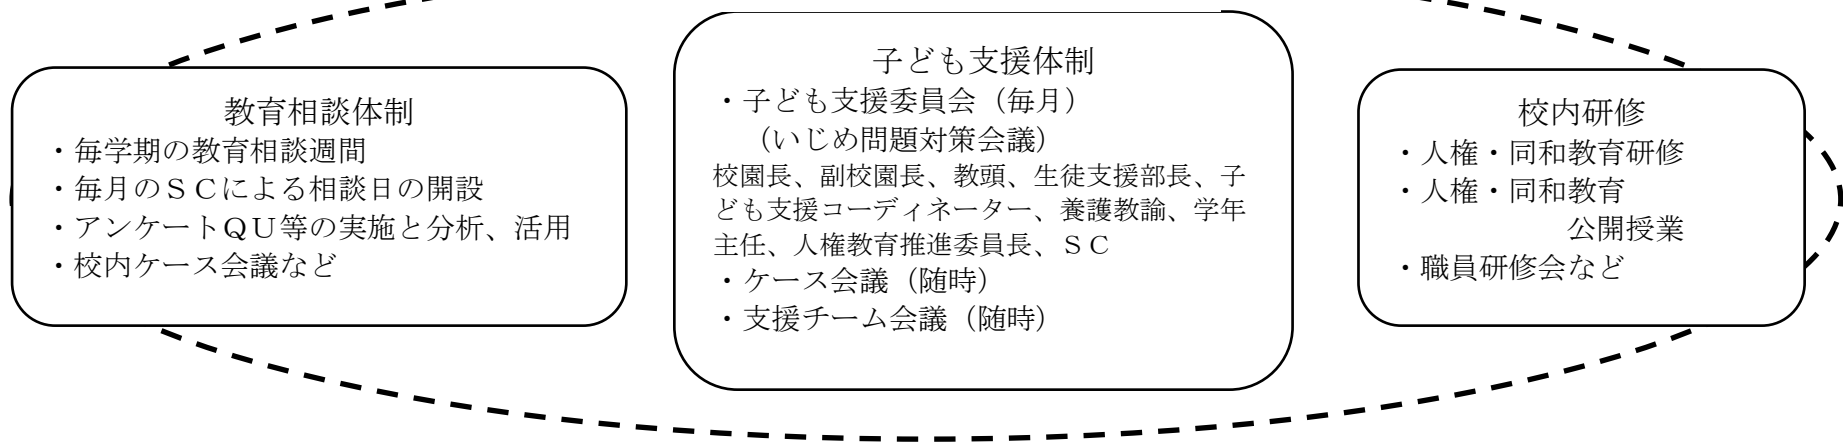 教育相談体制
・毎学期の教育相談週間
・毎月のＳＣによる相談日の開設
・アンケートＱＵ等の実施と分析、活用
・校内ケース会議など
子ども支援体制
・子ども支援委員会（毎月）
（いじめ問題対策会議）
校園長、副校園長、教頭、生徒支援部長、子
ども支援コーディネーター、養護教諭、学年
主任、人権教育推進委員長、ＳＣ
・ケース会議（随時）
・支援チーム会議（随時）
校内研修
・人権・同和教育研修
・人権・同和教育
公開授業
・職員研修会など